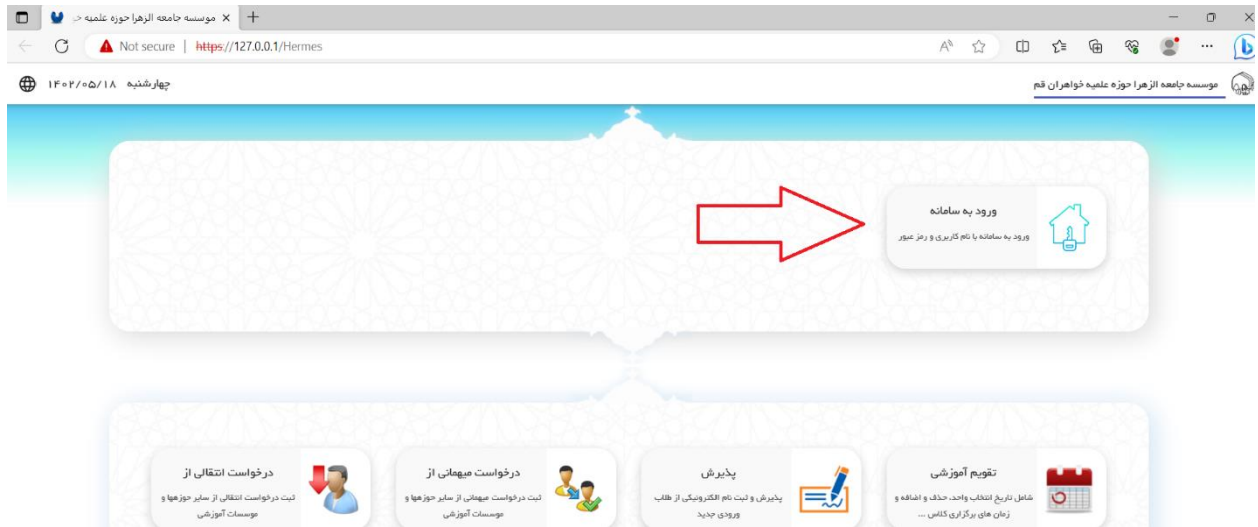 موسسه جامعه الزهرا حوزه علمیه خـ
Not secure | https://127.0.0.1/Hermes
موسسه جامعه الزهرا حوزه علمیه خواهران قم
چهارشنبه ۱۴۰۲/۰۵/۱۸
ورود به سامانه
ورود به سامانه با نام کاربری و رمز عبور
تقویم آموزشی
شامل تاریخ انتخاب واحد، حذف و اضافه و
زمان های برگزاری کلاس ...
پذیرش
پذیرش و ثبت نام الکترونیکی از طلاب
ورودی جدید
درخواست میهمانی از
ثبت درخواست میهمانی از سایر حوزهها و
موسسات آموزشی
درخواست انتقالی از
ثبت درخواست انتقالی از سایر حوزهها و
موسسات آموزشی